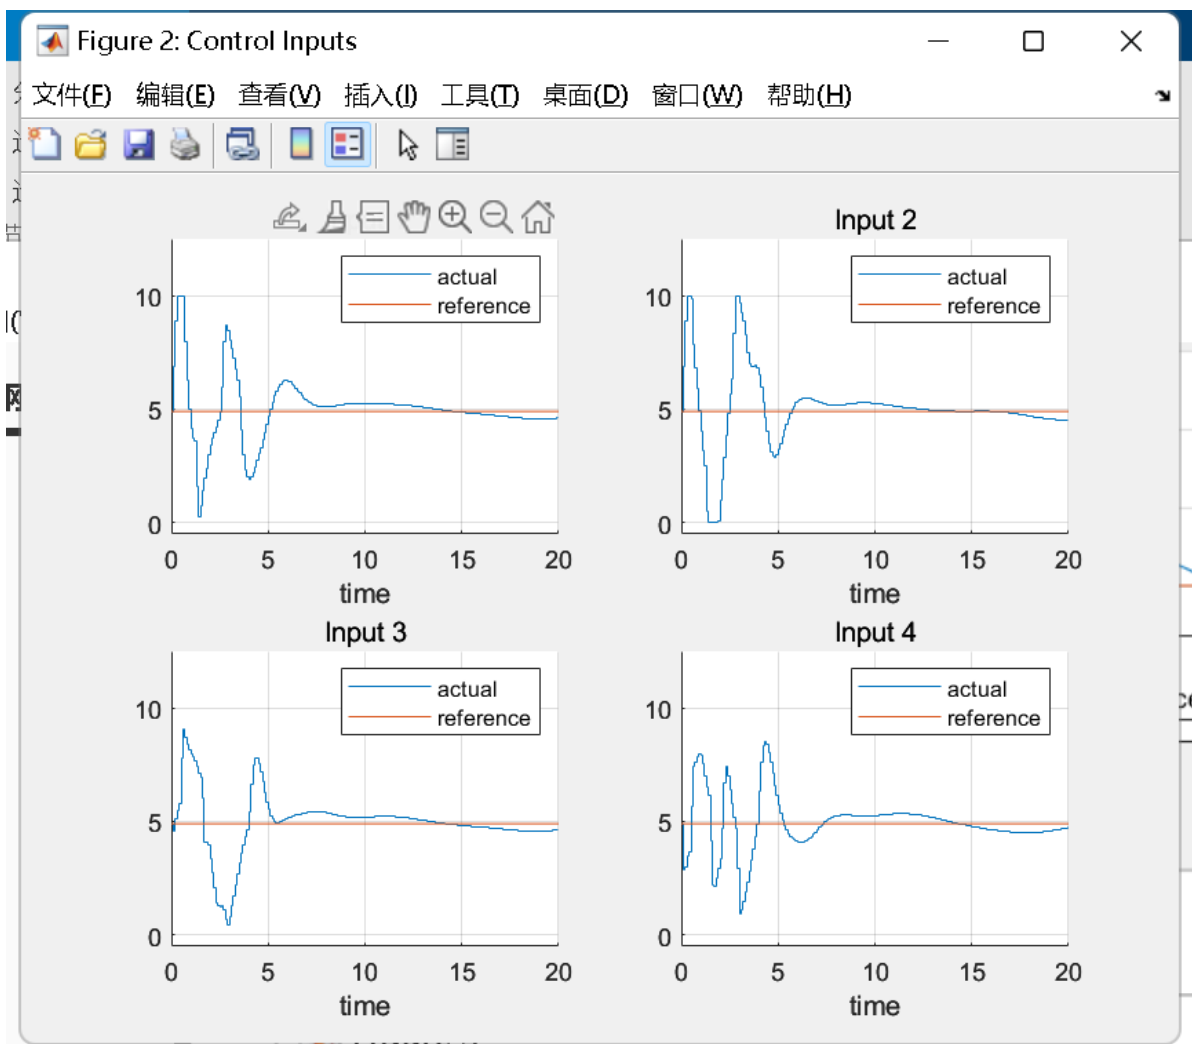 Figure 2: Control Inputs
文件(F) 编辑(E) 查看(V) 插入(I) 工具(T) 桌面(D) 窗口(W) 帮助(H)
Input 2
actual
reference
10
5
0
0 5 10 15 20
time
actual
reference
10
5
0
0 5 10 15 20
time
Input 3
actual
reference
10
5
0
0 5 10 15 20
time
Input 4
actual
reference
10
5
0
0 5 10 15 20
time